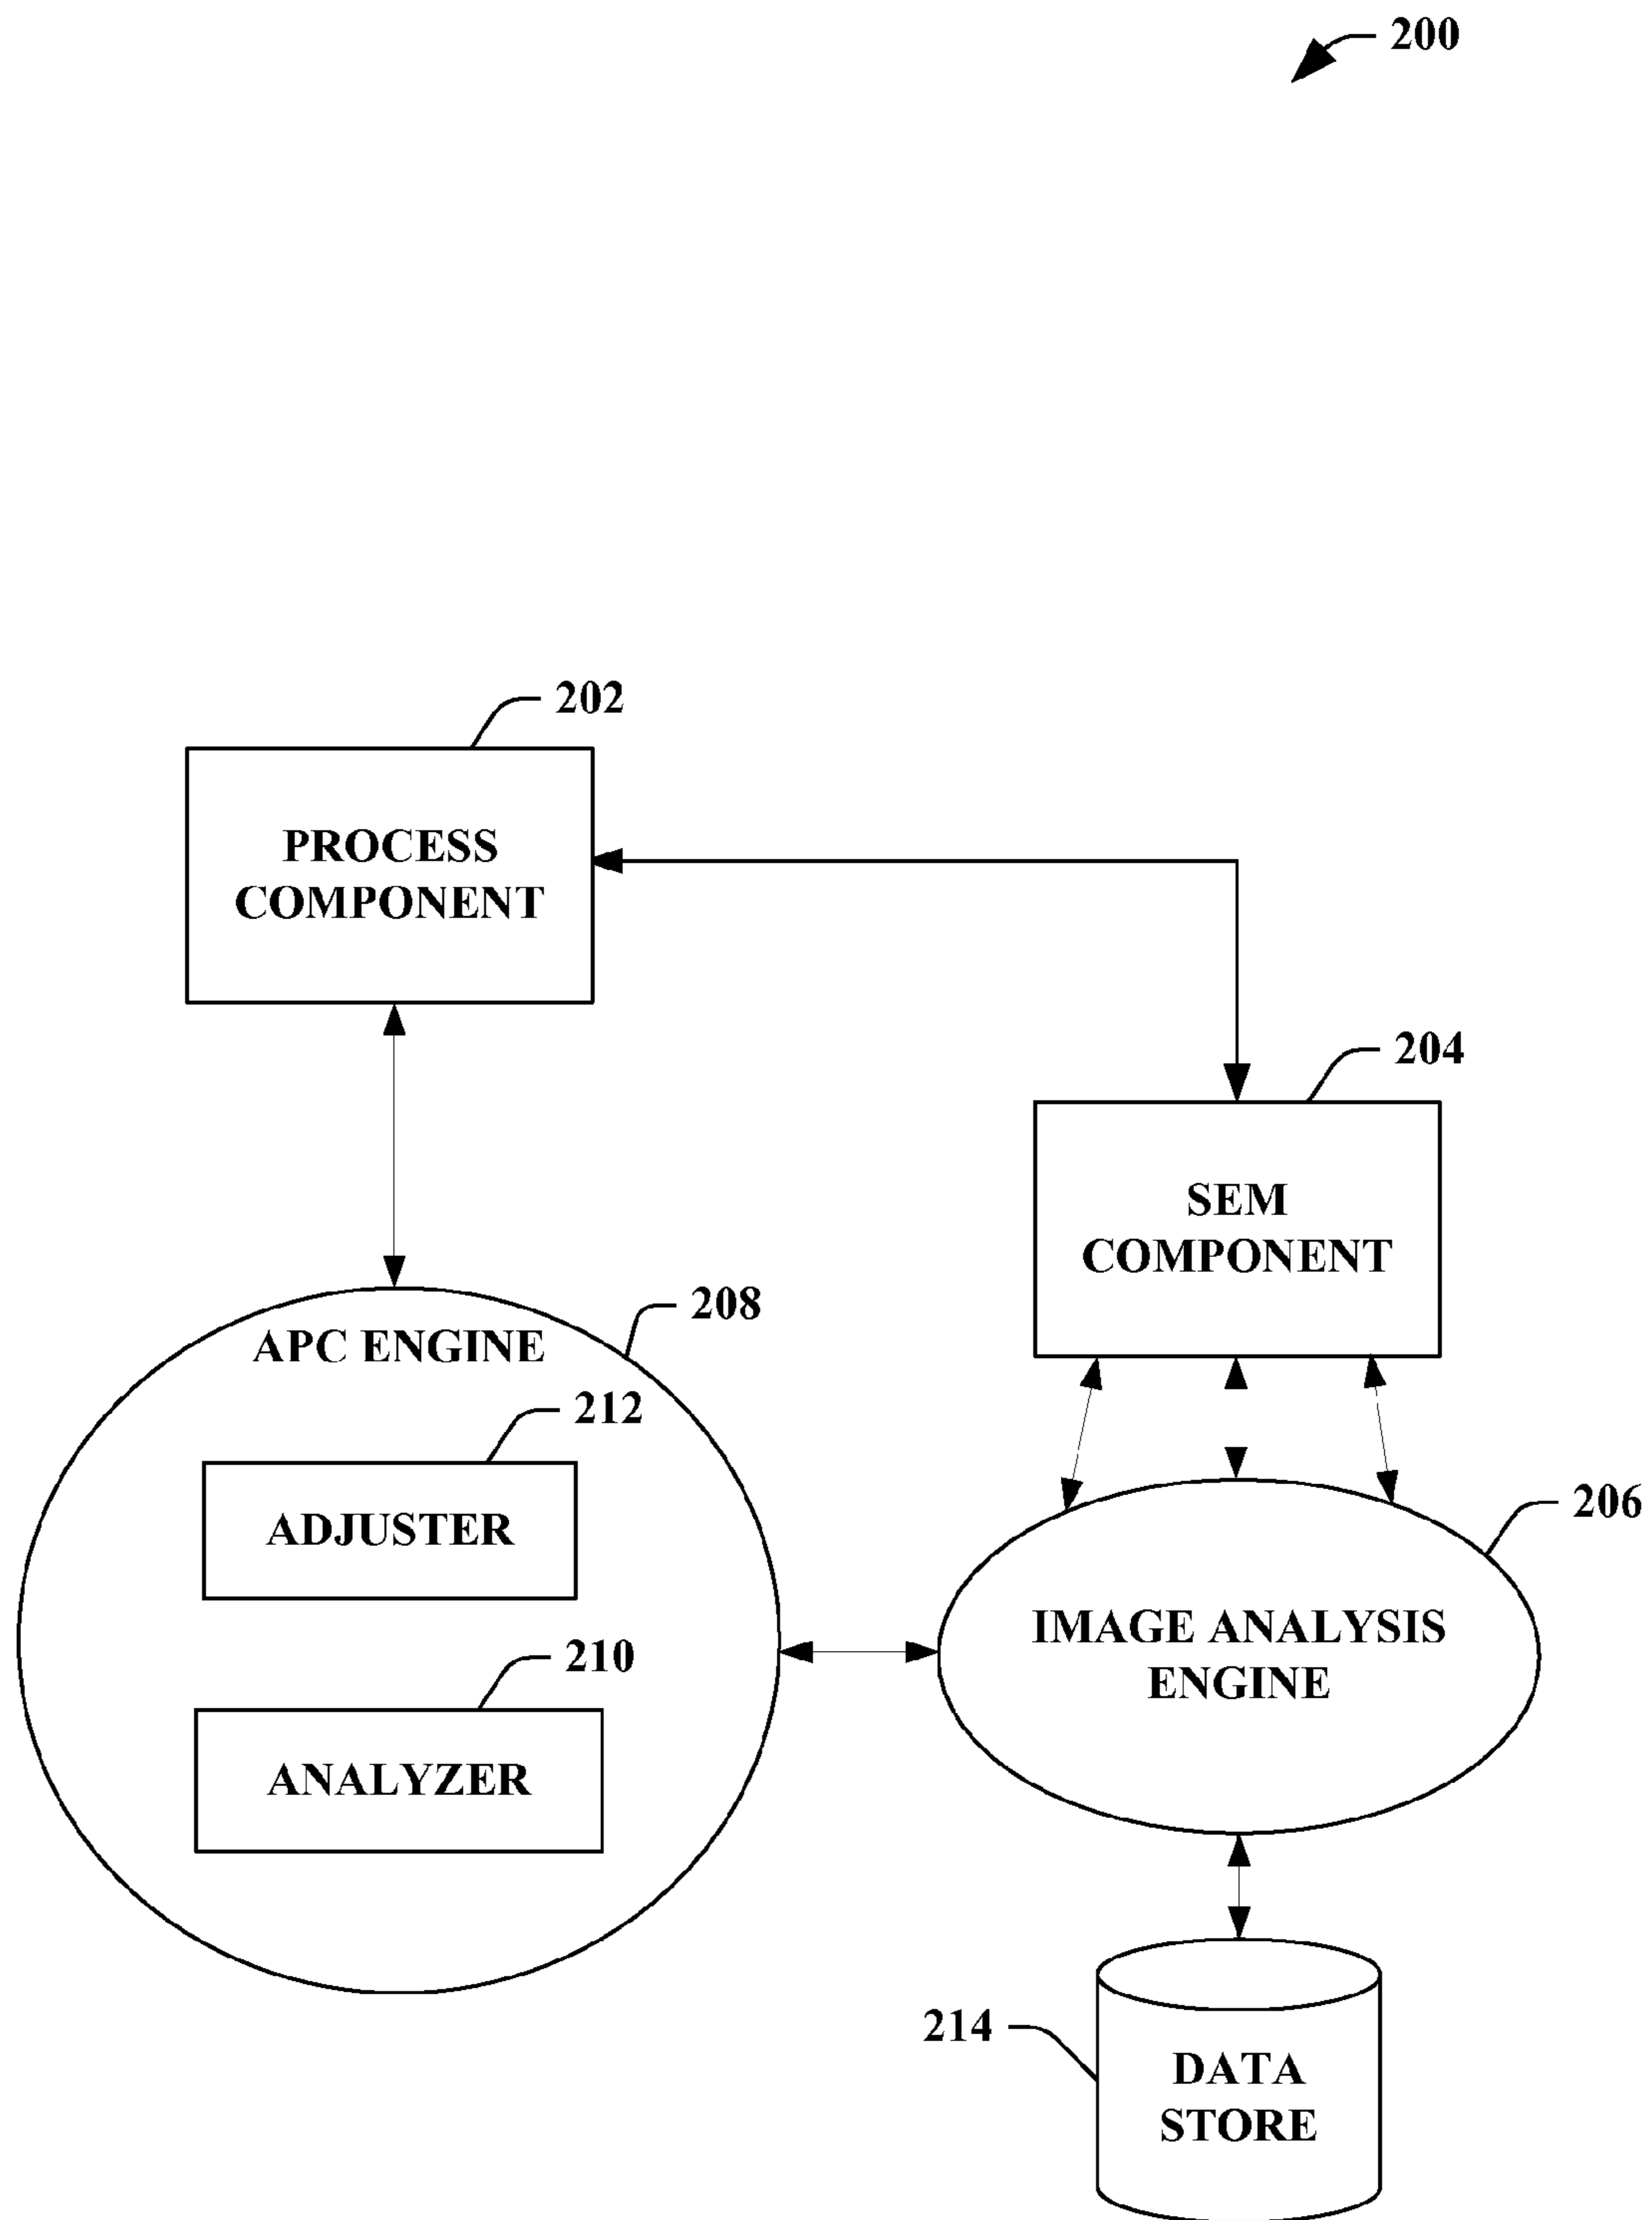 200
202
PROCESS
COMPONENT
204
SEM
COMPONENT
208
APC ENGINE
212
ADJUSTER
206
IMAGE ANALYSIS
ENGINE
210
ANALYZER
214
DATA
STORE